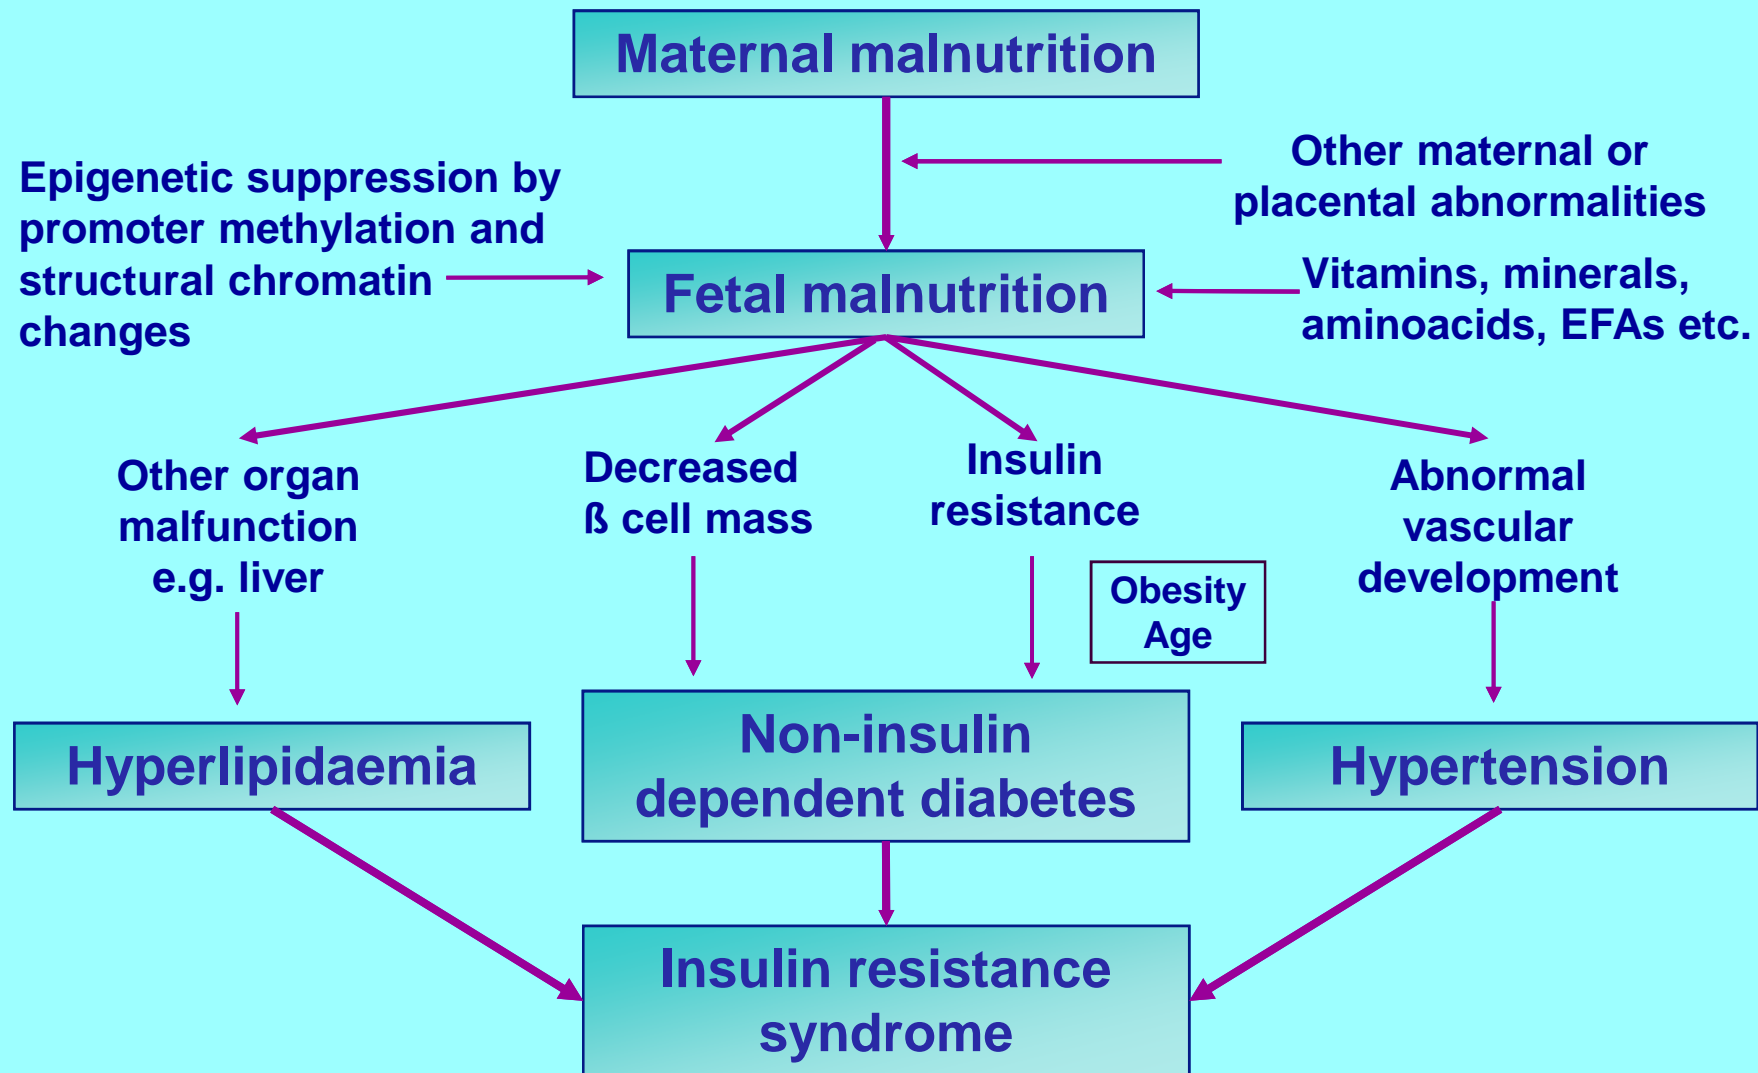 Maternal malnutrition
Other maternal or
placental abnormalities
Epigenetic suppression by
promoter methylation and
structural chromatin
changes
Fetal malnutrition
Vitamins, minerals,
aminoacids, EFAs etc.
Other organ
malfunction
e.g. liver
Decreased
ß cell mass
Insulin
resistance
Abnormal
vascular
development
Obesity
Age
Hyperlipidaemia
Non-insulin
dependent diabetes
Hypertension
Insulin resistance
syndrome